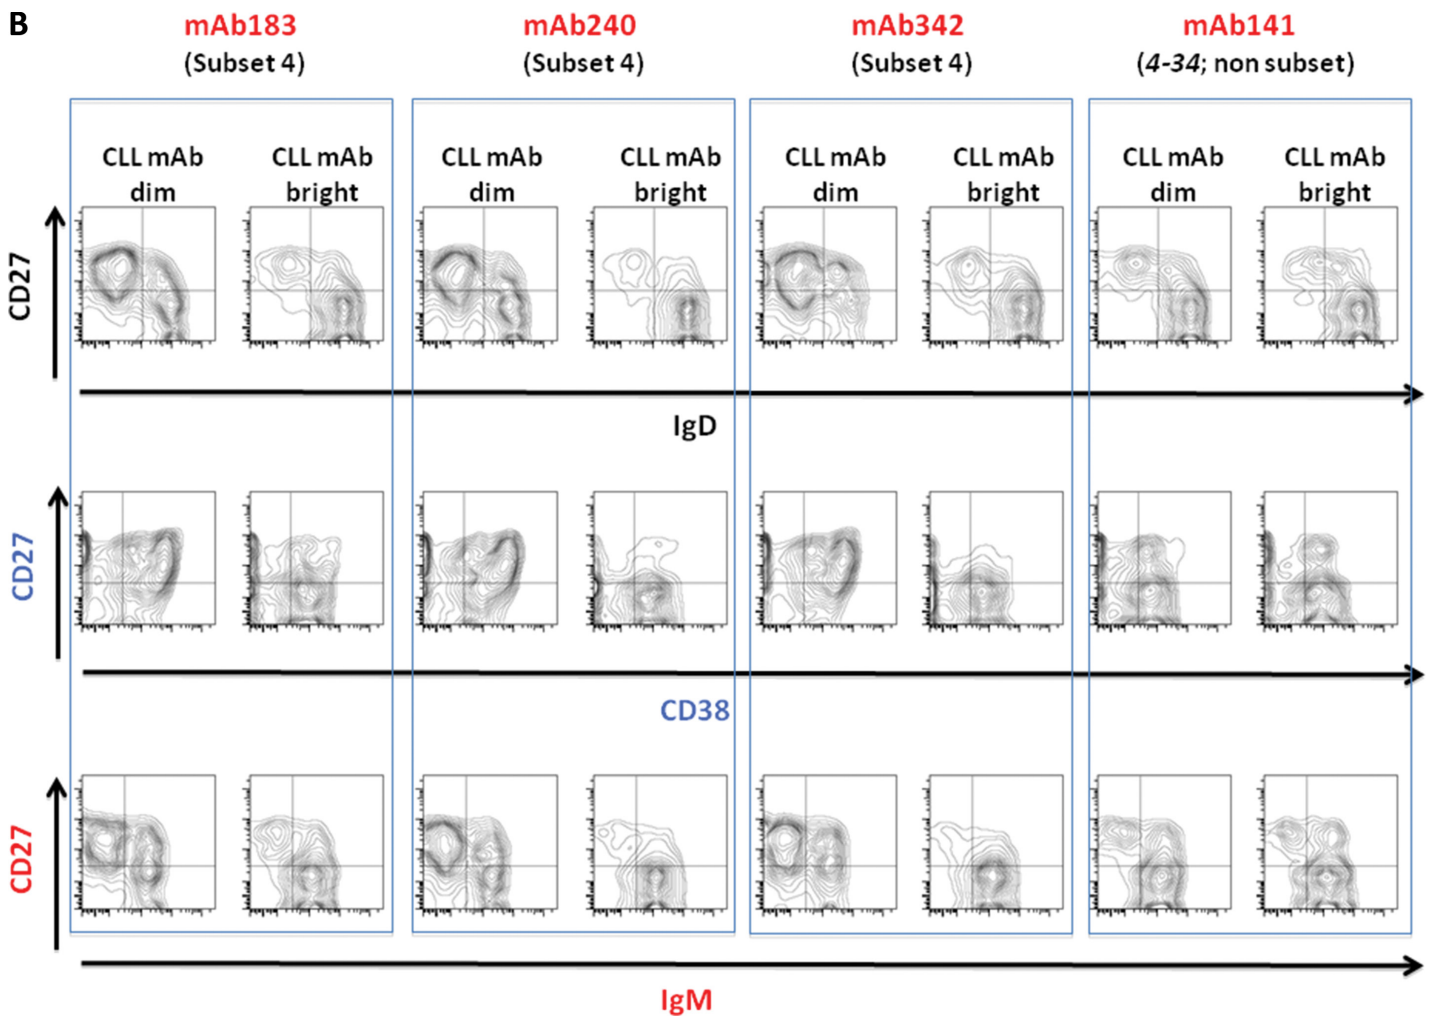 B
mAb183 mAb240 mAb342 mAb141
(Subset 4) (Subset 4) (Subset 4) (4-34; non subset)
CLL mAb CLL mAb CLL mAb CLL mAb CLL mAb CLL mAb CLL mAb CLL mAb
dim bright dim bright dim bright dim bright
CD27
IgD
CD27
CD38
CD27
IgM